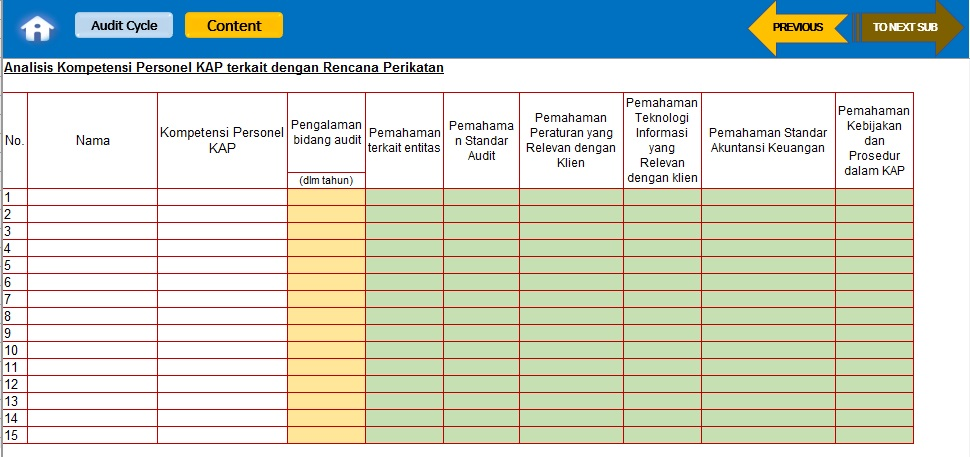 Audit Cycle
Content
PREVIOUS
TO NEXT SUB
Analisis Kompetensi Personel KAP terkait dengan Rencana Perikatan
No.
Nama
Kompetensi Personel
KAP
Pengalaman
bidang audit
(dlm tahun)
Pemahaman
terkait entitas
Pemahama
n Standar
Audit
Pemahaman
Peraturan yang
Relevan dengan
Klien
Pemahaman
Teknologi
Informasi
yang
Relevan
dengan klien
Pemahaman Standar
Akuntansi Keuangan
Pemahaman
Kebijakan
dan
Prosedur
dalam KAP
1
2
3
4
5
6
7
8
9
10
11
12
13
14
15